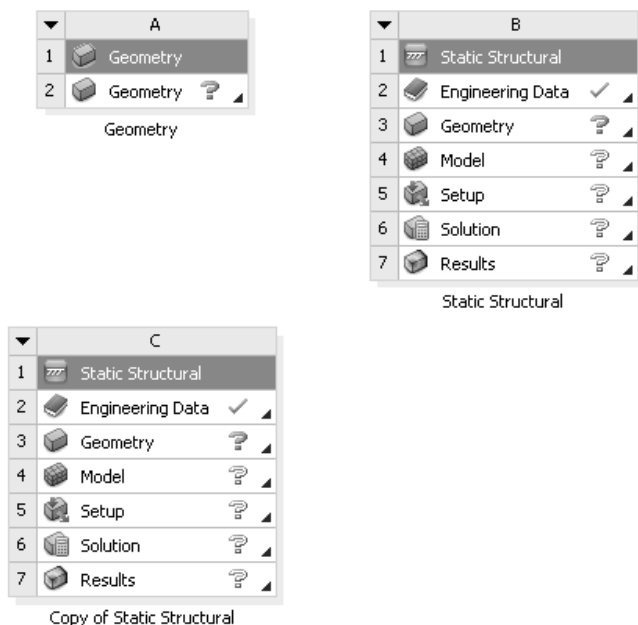 A
1 Geometry
2 Geometry ?
Geometry
B
1 Static Structural
2 Engineering Data
3 Geometry ?
4 Model ?
5 Setup ?
6 Solution ?
7 Results ?
Static Structural
C
1 Static Structural
2 Engineering Data
3 Geometry ?
4 Model ?
5 Setup ?
6 Solution ?
7 Results ?
Copy of Static Structural